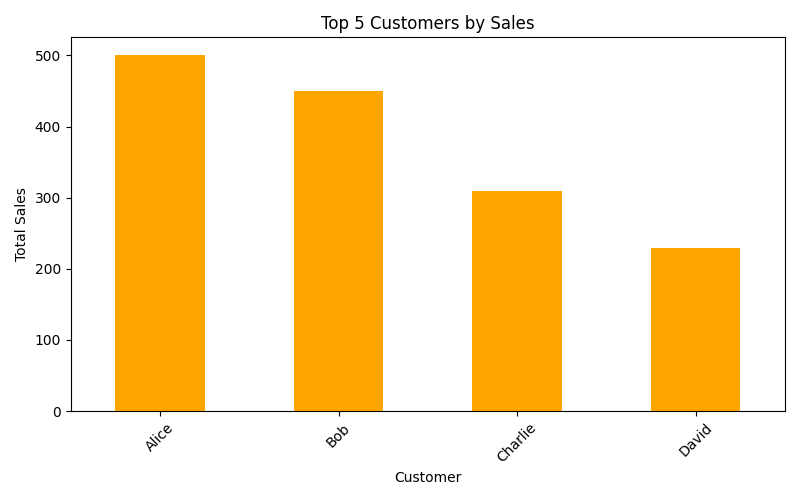 Top 5 Customers by Sales
Total Sales
500
400
300
200
100
0
Alice
Bob
Charlie
David
Customer